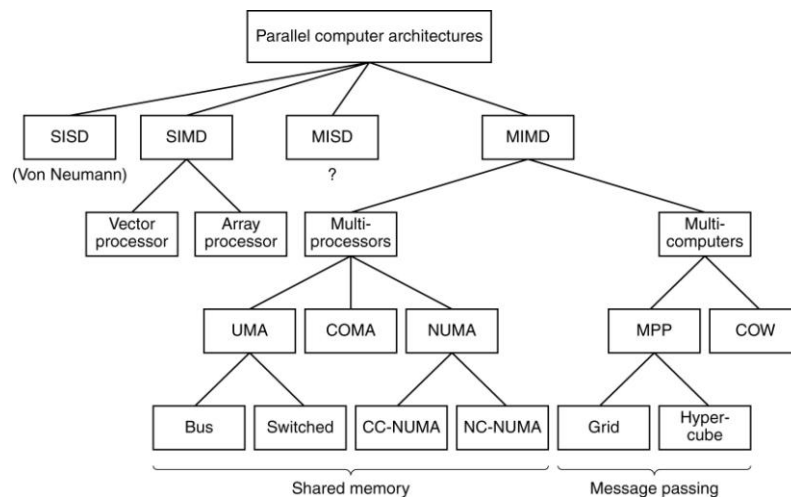 Parallel computer architectures
SISD
SIMD
MISD
MIMD
(Von Neumann)
?
Vector
processor
Array
processor
Multi-
processors
Multi-
computers
UMA
COMA
NUMA
MPP
COW
Bus
Switched
CC-NUMA
NC-NUMA
Grid
Hyper-
cube
Shared memory
Message passing